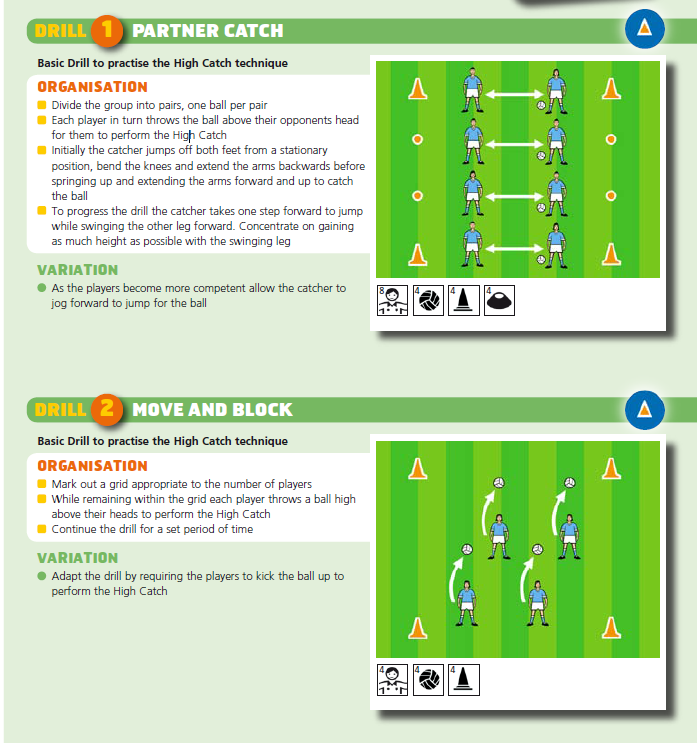 DRILL 1 PARTNER CATCH
Basic Drill to practise the High Catch technique
ORGANISATION
Divide the group into pairs, one ball per pair
Each player in turn throws the ball above their opponents head
for them to perform the High Catch
Initially the catcher jumps off both feet from a stationary
position, bend the knees and extend the arms backwards before
springing up and extending the arms forward and up to catch
the ball
To progress the drill the catcher takes one step forward to jump
while swinging the other leg forward. Concentrate on gaining
as much height as possible with the swinging leg
VARIATION
As the players become more competent allow the catcher to
jog forward to jump for the ball
8 4 4 4
DRILL 2 MOVE AND BLOCK
Basic Drill to practise the High Catch technique
ORGANISATION
Mark out a grid appropriate to the number of players
While remaining within the grid each player throws a ball high
above their heads to perform the High Catch
Continue the drill for a set period of time
VARIATION
Adapt the drill by requiring the players to kick the ball up to
perform the High Catch
4 4 4